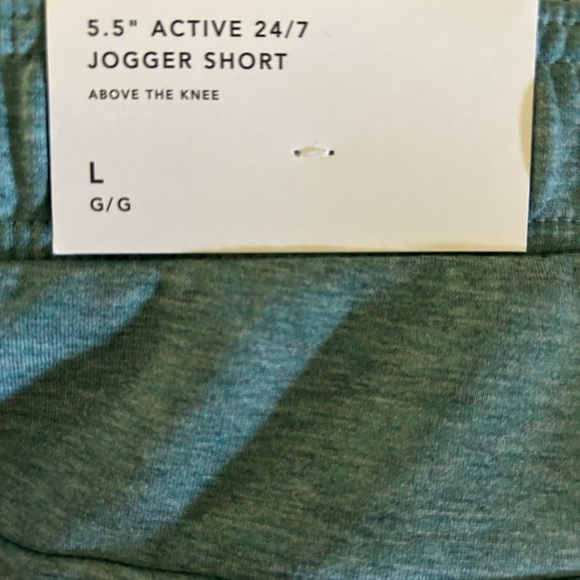 5.5" ACTIVE 24/7
JOGGER SHORT
ABOVE THE KNEE
L
G/G